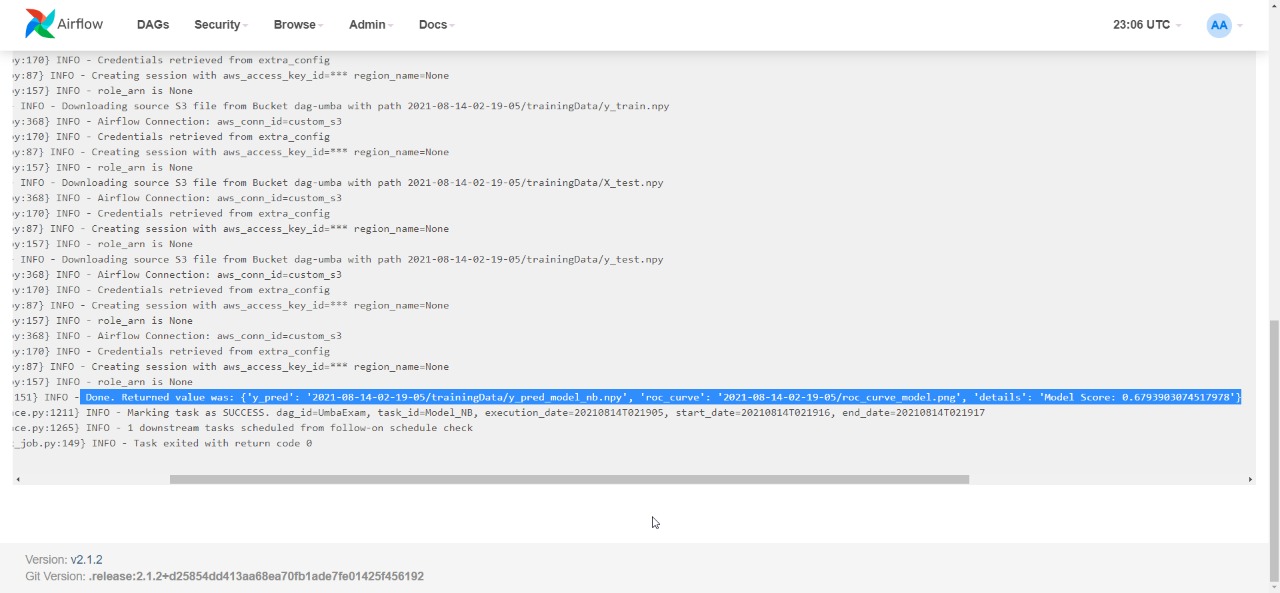 Airflow DAGs Security Browse Admin Docs 23:06 UTC AA
y:170} INFO - Credentials retrieved from extra_config
y:87} INFO - Creating session with aws_access_key_id=*** region_name=None
y:157} INFO - role_arn is None
INFO - Downloading source S3 file from Bucket dag-umba with path 2021-08-14-02-19-05/trainingData/y_train.npy
y:368} INFO - Airflow Connection: aws_conn_id=custom_s3
y:170} INFO - Credentials retrieved from extra_config
y:87} INFO - Creating session with aws_access_key_id=*** region_name=None
y:157} INFO - role_arn is None
INFO - Downloading source S3 file from Bucket dag-umba with path 2021-08-14-02-19-05/trainingData/X_test.npy
y:368} INFO - Airflow Connection: aws_conn_id=custom_s3
y:170} INFO - Credentials retrieved from extra_config
y:87} INFO - Creating session with aws_access_key_id=*** region_name=None
y:157} INFO - role_arn is None
INFO - Downloading source S3 file from Bucket dag-umba with path 2021-08-14-02-19-05/trainingData/y_test.npy
y:368} INFO - Airflow Connection: aws_conn_id=custom_s3
y:170} INFO - Credentials retrieved from extra_config
y:87} INFO - Creating session with aws_access_key_id=*** region_name=None
y:157} INFO - role_arn is None
y:368} INFO - Airflow Connection: aws_conn_id=custom_s3
y:170} INFO - Credentials retrieved from extra_config
y:87} INFO - Creating session with aws_access_key_id=*** region_name=None
y:157} INFO - role_arn is None
151} INFO - Done. Returned value was: {'y_pred': '2021-08-14-02-19-05/trainingData/y_pred_model_nb.npy', 'roc_curve': '2021-08-14-02-19-05/roc_curve_model.png', 'details': 'Model Score: 0.6793903074517978'}
ce.py:1211} INFO - Marking task as SUCCESS. dag_id=UmbaExam, task_id=Model_NB, execution_date=20210814T021905, start_date=20210814T021916, end_date=20210814T021917
ce.py:1265} INFO - 1 downstream tasks scheduled from follow-on schedule check
_job.py:149} INFO - Task exited with return code 0
Version: v2.1.2
Git Version: .release:2.1.2+d25854dd413aa68ea70fb1ade7fe01425f456192